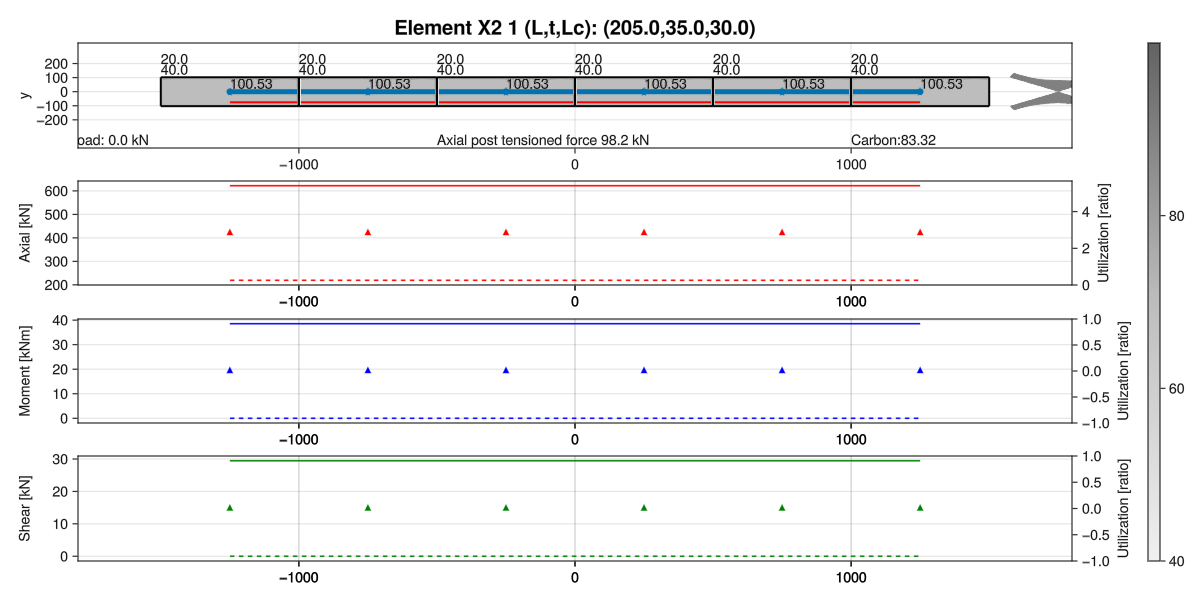 Element X2 1 (L,t,Lc): (205.0,35.0,30.0)
20.0 20.0 20.0 20.0 20.0 20.0
40.0 40.0 40.0 40.0 40.0 40.0
100.53 100.53 100.53 100.53 100.53 100.53
y
200
100
0
−100
−200
oad: 0.0 kN Axial post tensioned force 98.2 kN Carbon:83.32
−1000 0 1000
Axial [kN]
600
500
400
300
200
4
2
0
Utilization [ratio]
−1000 0 1000
Moment [kNm]
40
30
20
10
0
1.0
0.5
0.0
−0.5
−1.0
Utilization [ratio]
−1000 0 1000
Shear [kN]
30
20
10
0
1.0
0.5
0.0
−0.5
−1.0
Utilization [ratio]
−1000 0 1000
80
60
40